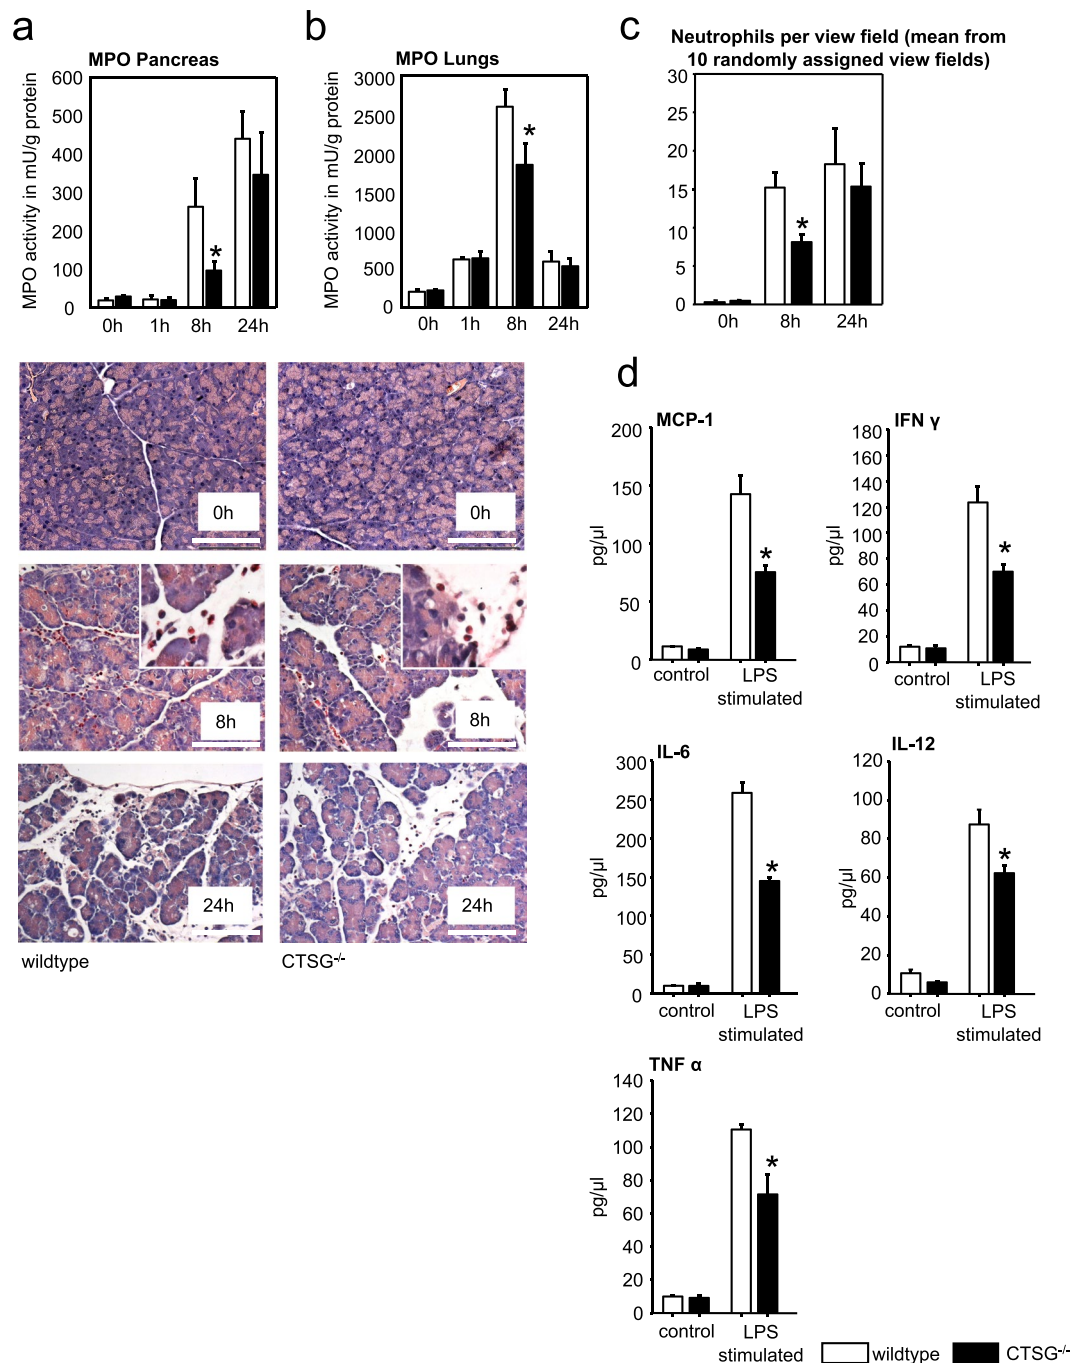 a
MPO Pancreas
MPO activity in mU/g protein
600
500
400
300
200
100
0
0h 1h 8h 24h
b
MPO Lungs
MPO activity in mU/g protein
3000
2500
2000
1500
1000
500
0
*
*
0h 1h 8h 24h
c
Neutrophils per view field (mean from
10 randomly assigned view fields)
30
25
20
15
10
5
0
*
0h 8h 24h
0h
0h
8h
8h
24h
24h
wildtype
CTSG-/-
d
MCP-1
pg/µl
200
150
100
50
0
*
control LPS
stimulated
IFN γ
pg/µl
180
160
140
120
100
80
60
40
20
0
*
control LPS
stimulated
IL-6
pg/µl
300
250
200
150
100
50
0
*
control LPS
stimulated
IL-12
pg/µl
120
100
80
60
40
20
0
*
control LPS
stimulated
TNF α
pg/µl
140
120
100
80
60
40
20
0
*
control LPS
stimulated
wildtype CTSG-/-